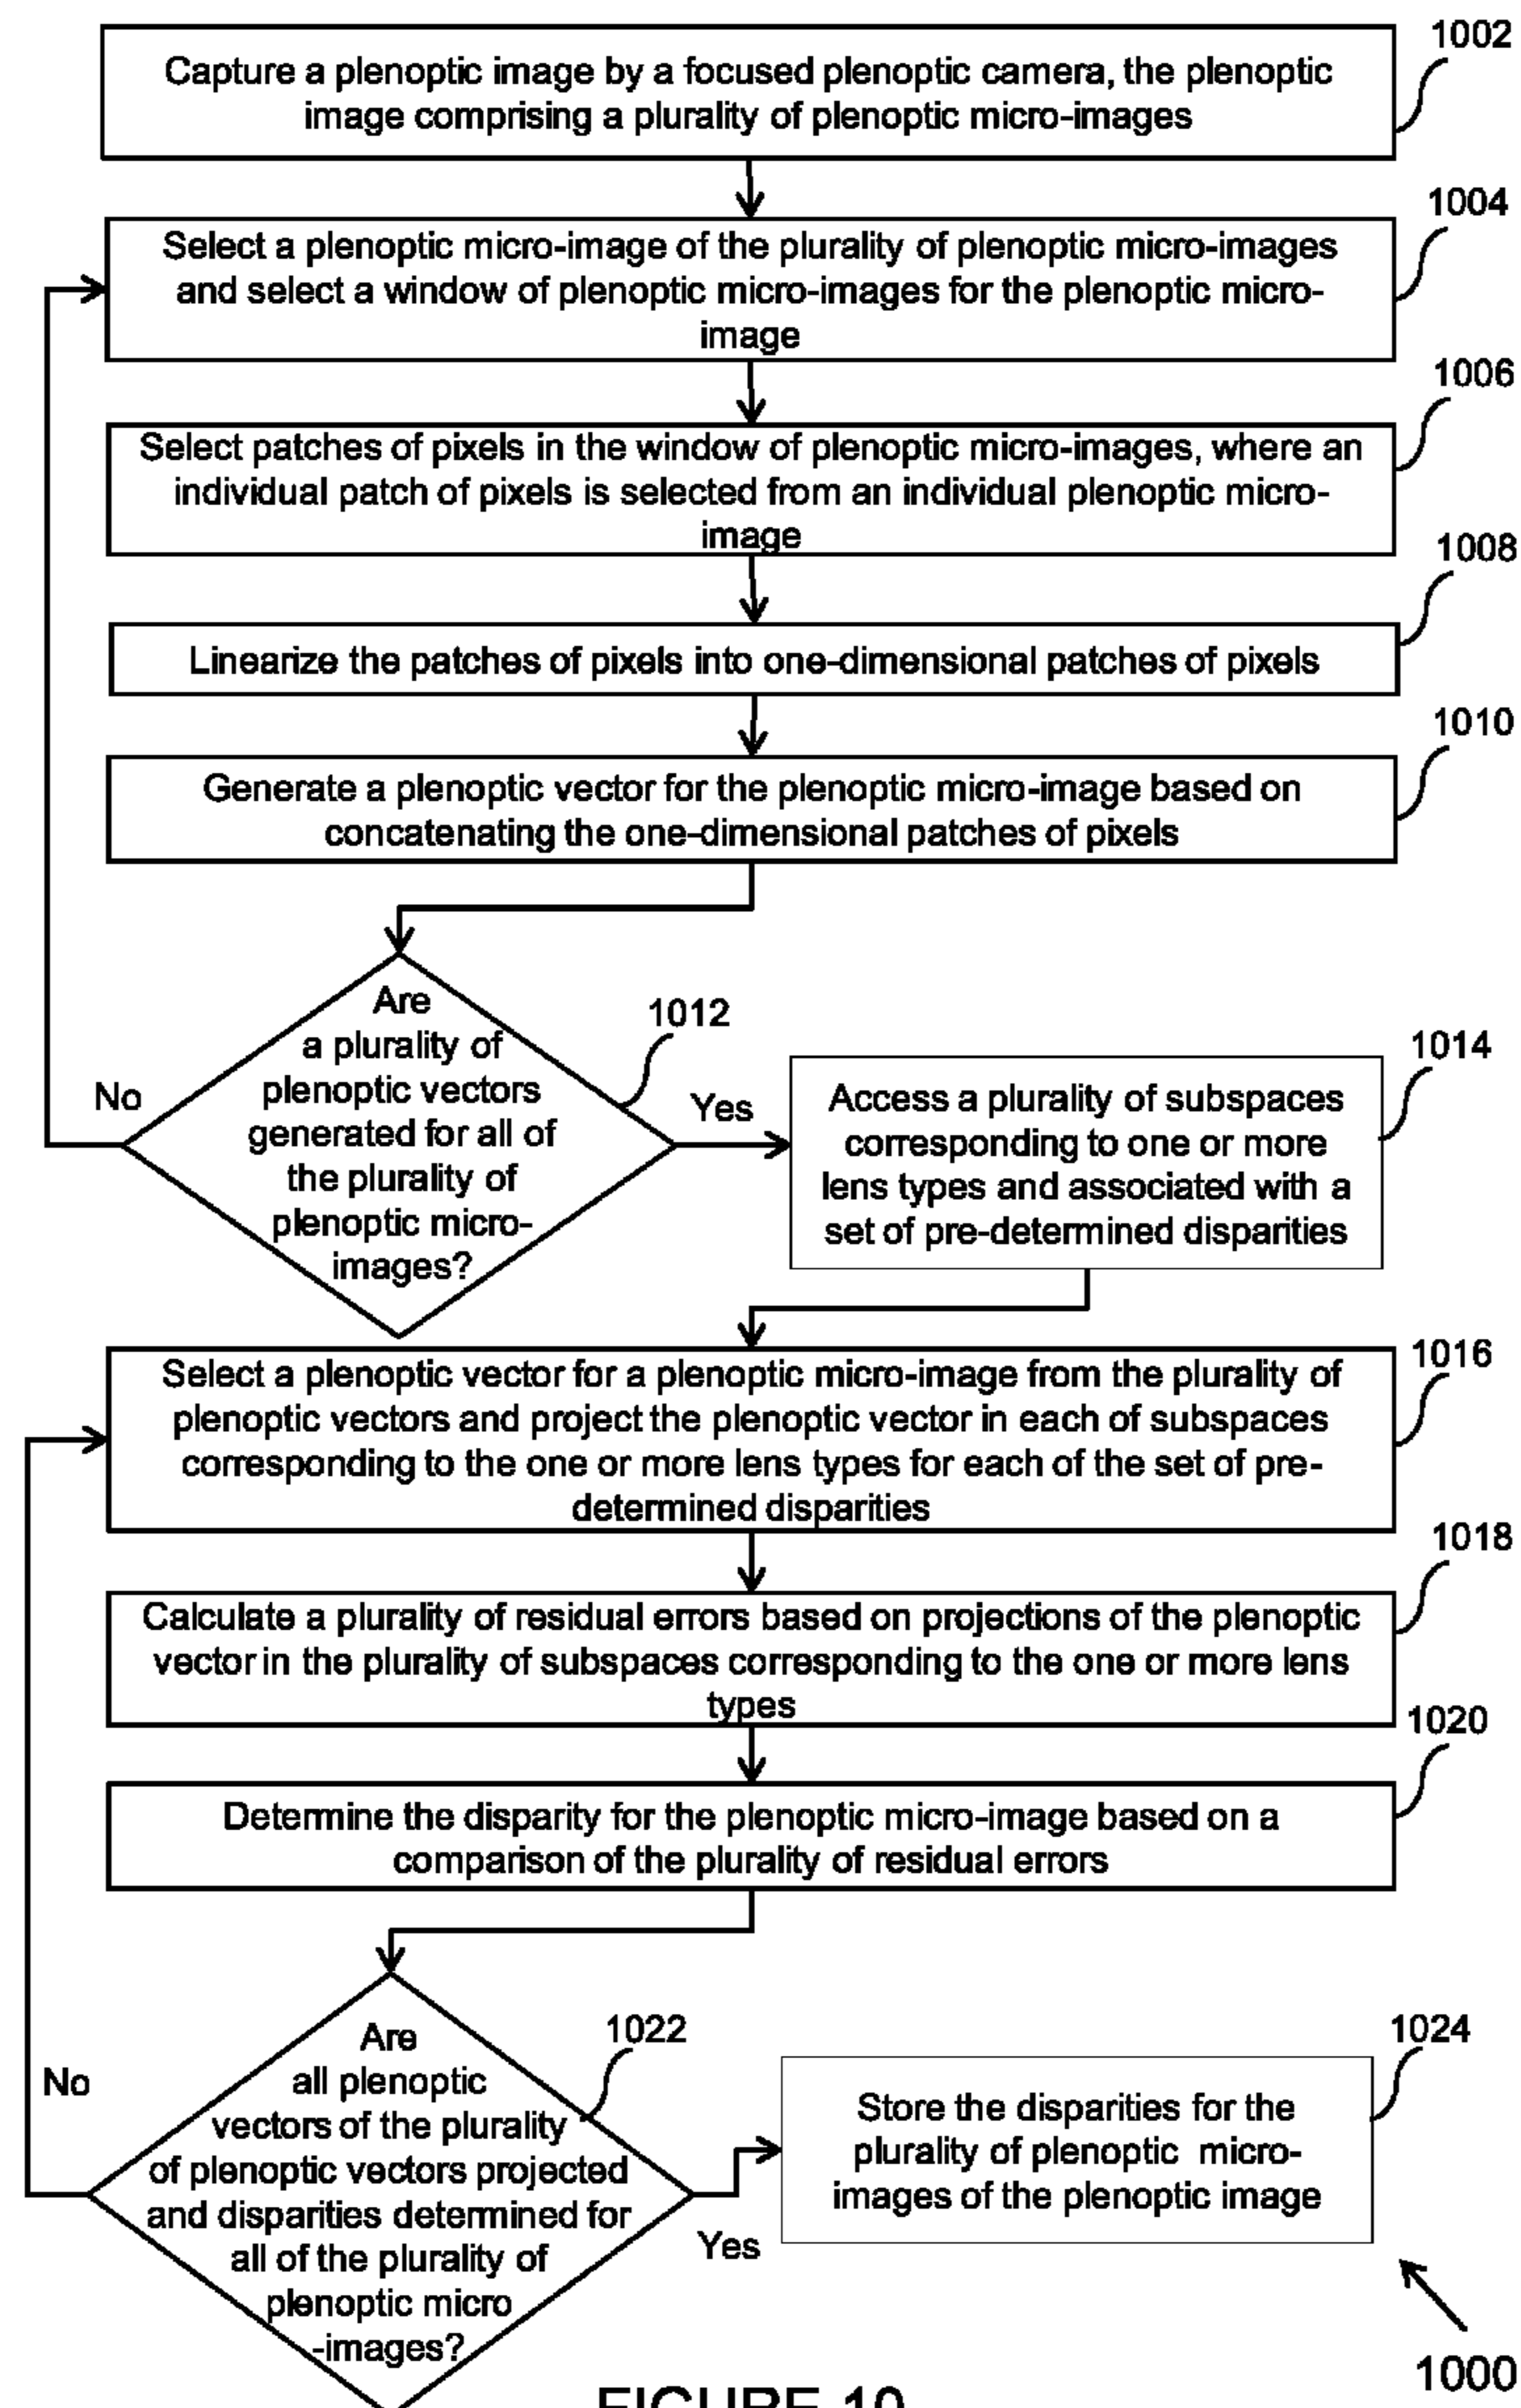 1002
Capture a plenoptic image by a focused plenoptic camera, the plenoptic
image comprising a plurality of plenoptic micro-images
1004
Select a plenoptic micro-image of the plurality of plenoptic micro-images
and select a window of plenoptic micro-images for the plenoptic micro-
image
1006
Select patches of pixels in the window of plenoptic micro-images, where an
individual patch of pixels is selected from an individual plenoptic micro-
image
1008
Linearize the patches of pixels into one-dimensional patches of pixels
1010
Generate a plenoptic vector for the plenoptic micro-image based on
concatenating the one-dimensional patches of pixels
1012
Are
a plurality of
plenoptic vectors
generated for all of
the plurality of
plenoptic micro-
images?
No
Yes
1014
Access a plurality of subspaces
corresponding to one or more
lens types and associated with a
set of pre-determined disparities
1016
Select a plenoptic vector for a plenoptic micro-image from the plurality of
plenoptic vectors and project the plenoptic vector in each of subspaces
corresponding to the one or more lens types for each of the set of pre-
determined disparities
1018
Calculate a plurality of residual errors based on projections of the plenoptic
vector in the plurality of subspaces corresponding to the one or more lens
types
1020
Determine the disparity for the plenoptic micro-image based on a
comparison of the plurality of residual errors
1022
Are
all plenoptic
vectors of the plurality
of plenoptic vectors projected
and disparities determined for
all of the plurality of
plenoptic micro
-images?
No
Yes
1024
Store the disparities for the
plurality of plenoptic micro-
images of the plenoptic image
1000
FIGURE 10